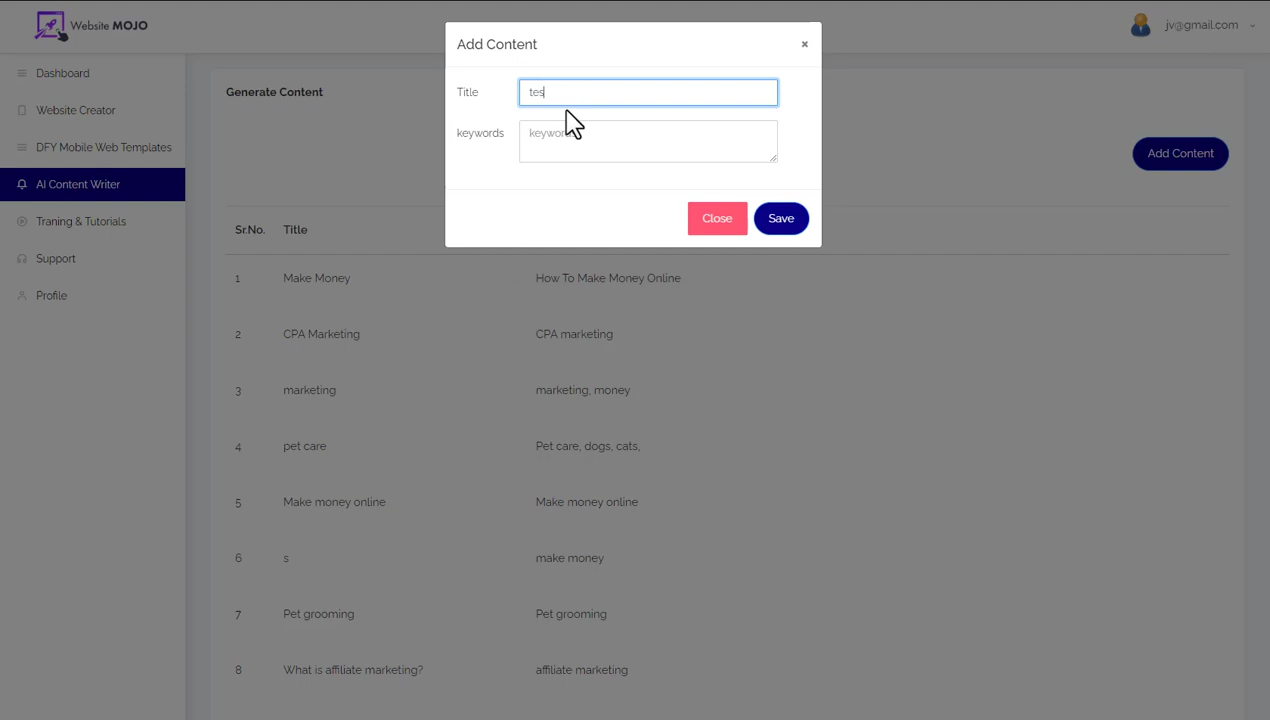 Website MOJO
jv@gmail.com
Add Content
×
Title
tes
keywords
keywor
Close
Save
Dashboard
Website Creator
DFY Mobile Web Templates
AI Content Writer
Traning & Tutorials
Support
Profile
Generate Content
Add Content
Sr.No. Title
1 Make Money How To Make Money Online
2 CPA Marketing CPA marketing
3 marketing marketing, money
4 pet care Pet care, dogs, cats,
5 Make money online Make money online
6 s make money
7 Pet grooming Pet grooming
8 What is affiliate marketing? affiliate marketing